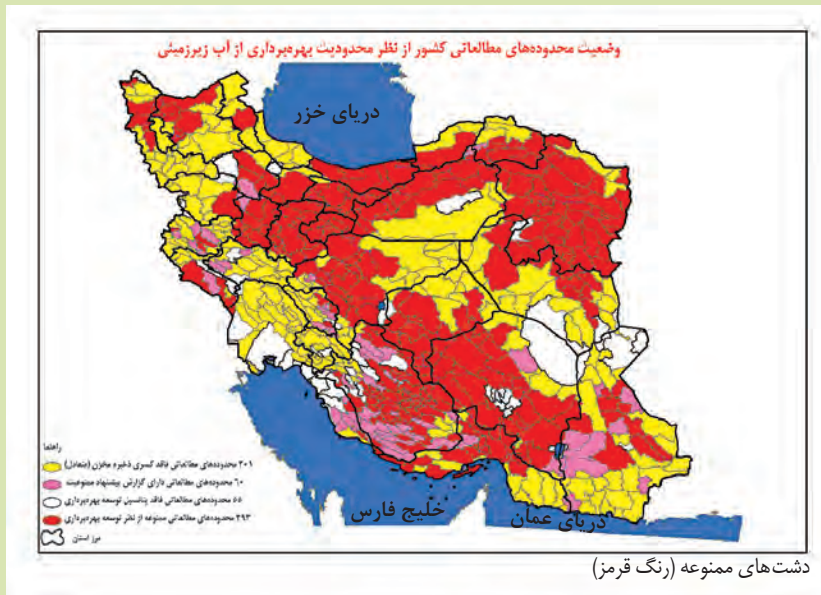 وضعیت محدوده‌های مطالعاتی کشور از نظر محدودیت بهره‌برداری از آب زیرزمینی
دریای خزر
راهنما
۲۰۱ محدوده‌های مطالعاتی فاقد کسری ذخیره مخزن (متعادل)
۶۰ محدوده‌های مطالعاتی دارای گزارش پیشنهاد ممنوعیت
۵۵ محدوده‌های مطالعاتی فاقد پتانسیل توسعه بهره‌برداری
۲۹۳ محدوده‌های مطالعاتی ممنوعه از نظر توسعه بهره‌برداری
مرز استان
خلیج فارس
دریای عمان
دشت‌های ممنوعه (رنگ قرمز)